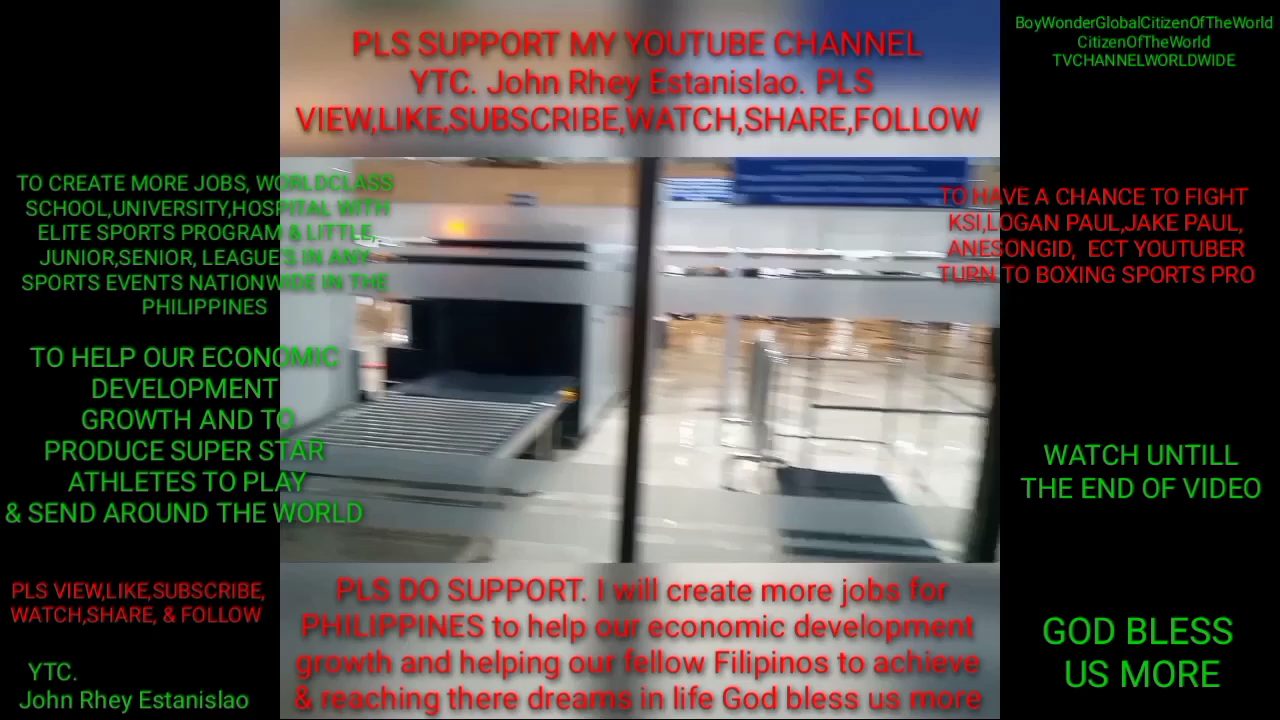 PLS SUPPORT MY YOUTUBE CHANNEL
YTC. John Rhey Estanislao. PLS
VIEW,LIKE,SUBSCRIBE,WATCH,SHARE,FOLLOW
BoyWonderGlobalCitizenOfTheWorld
CitizenOfTheWorld
TVCHANNELWORLDWIDE
TO CREATE MORE JOBS, WORLDCLASS
SCHOOL,UNIVERSITY,HOSPITAL WITH
ELITE SPORTS PROGRAM & LITTLE,
JUNIOR,SENIOR, LEAGUE'S IN ANY
SPORTS EVENTS NATIONWIDE IN THE
PHILIPPINES
TO HAVE A CHANCE TO FIGHT
KSI,LOGAN PAUL,JAKE PAUL,
ANESONGID, ECT YOUTUBER
TURN TO BOXING SPORTS PRO
TO HELP OUR ECONOMIC
DEVELOPMENT
GROWTH AND TO
PRODUCE SUPER STAR
ATHLETES TO PLAY
& SEND AROUND THE WORLD
WATCH UNTILL
THE END OF VIDEO
PLS VIEW,LIKE,SUBSCRIBE,
WATCH,SHARE, & FOLLOW
YTC.
John Rhey Estanislao
PLS DO SUPPORT. I will create more jobs for
PHILIPPINES to help our economic development
growth and helping our fellow Filipinos to achieve
& reaching there dreams in life God bless us more
GOD BLESS
US MORE